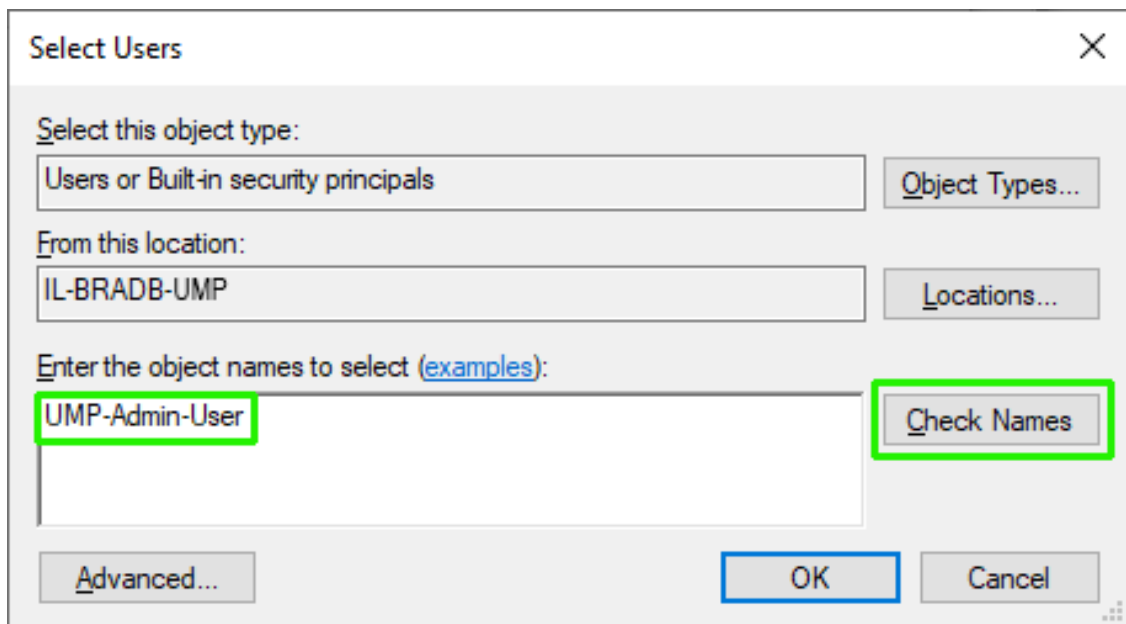 Select Users
Select this object type:
Users or Built-in security principals
Object Types...
From this location:
IL-BRADB-UMP
Locations...
Enter the object names to select (examples):
UMP-Admin-User
Check Names
Advanced...
OK
Cancel